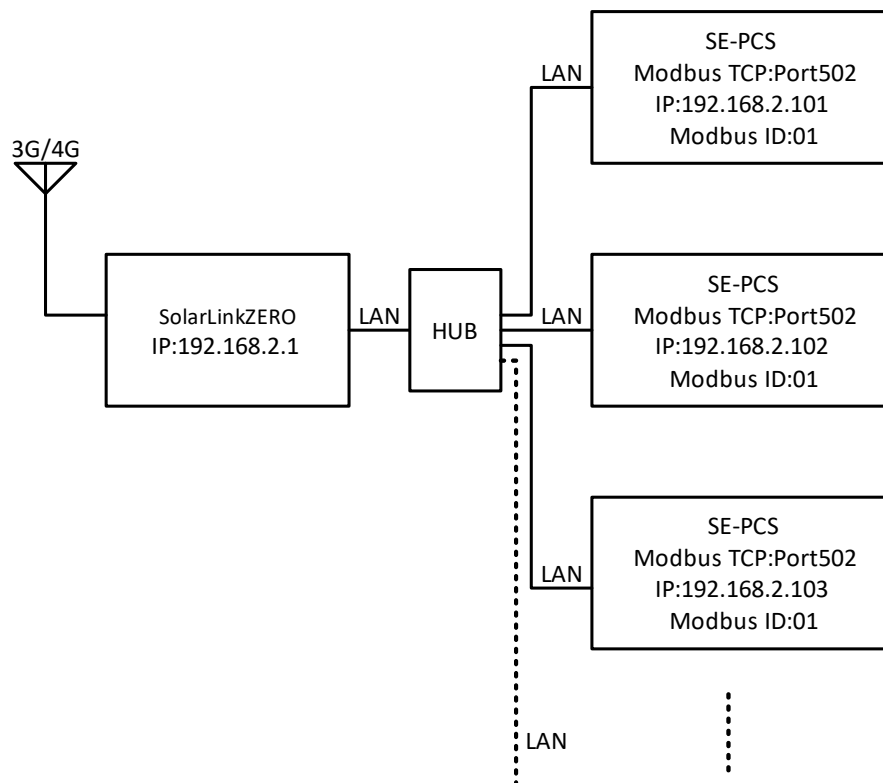 3G/4G
SolarLinkZERO
IP:192.168.2.1
LAN
HUB
LAN
SE-PCS
Modbus TCP:Port502
IP:192.168.2.101
Modbus ID:01
LAN
SE-PCS
Modbus TCP:Port502
IP:192.168.2.102
Modbus ID:01
LAN
SE-PCS
Modbus TCP:Port502
IP:192.168.2.103
Modbus ID:01
LAN